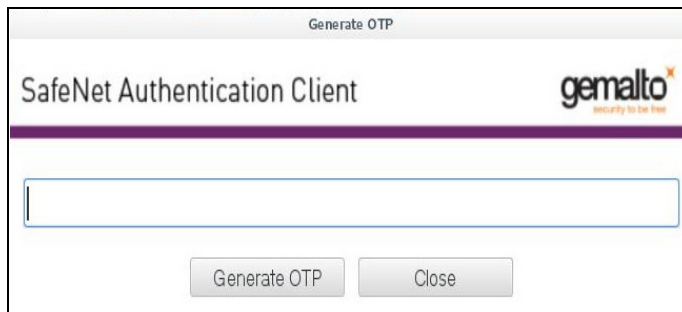 Generate OTP
SafeNet Authentication Client
gemalto
security to be free
Generate OTP
Close